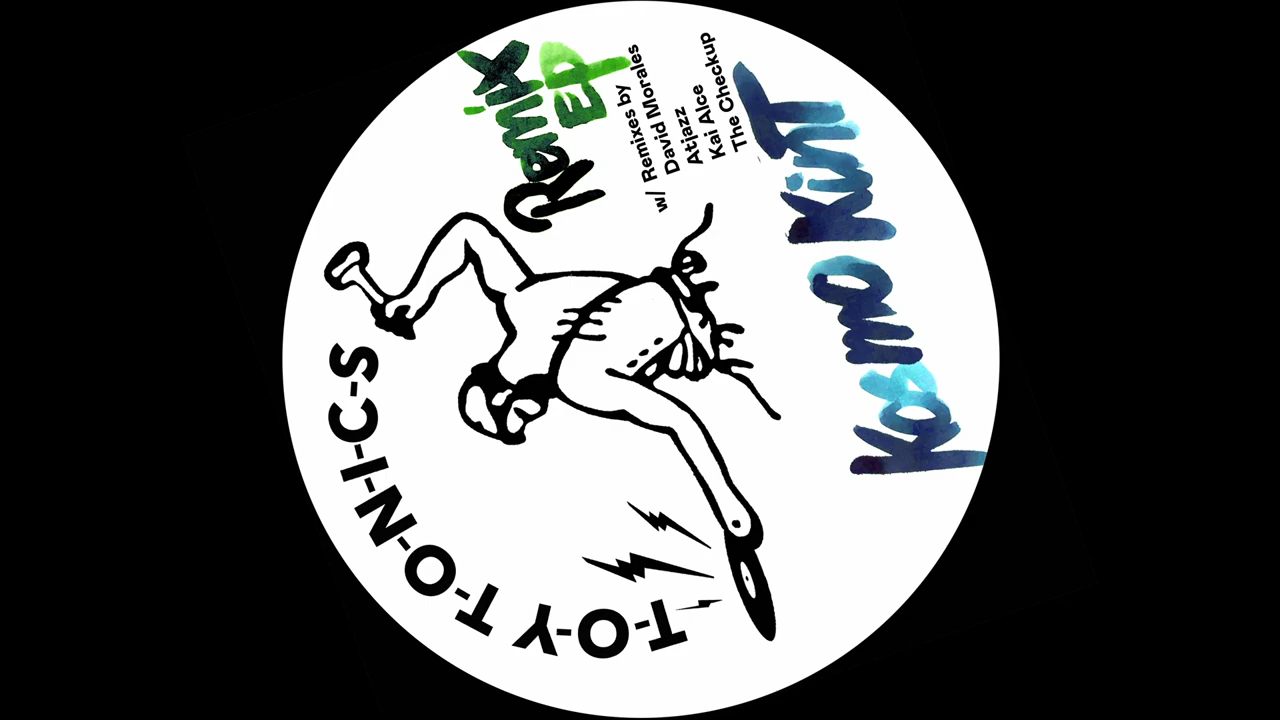 Kosmo Kint
Remix
EP
w/ Remixes by
David Morales
Atjazz
Kai Alce
The Checkup
T-O-Y T-O-N-I-C-S